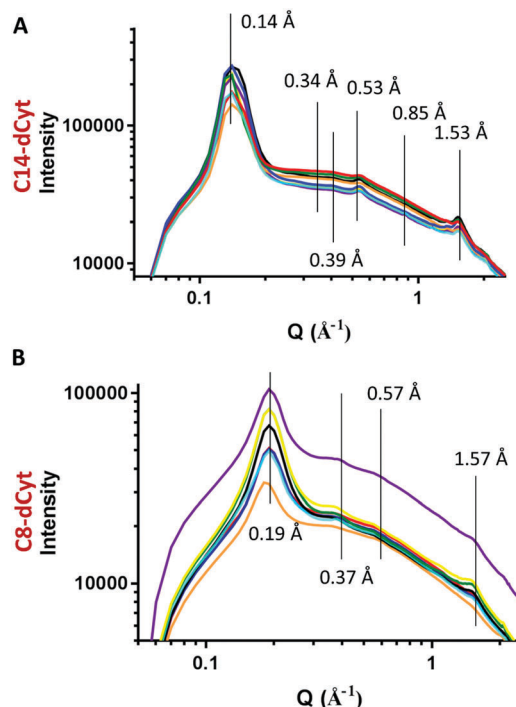 A
0.14 Å
0.34 Å
0.53 Å
0.85 Å
1.53 Å
C14-dCyt
Intensity
100000
10000
0.39 Å
0.1
1
Q (Å⁻¹)
B
100000
0.57 Å
1.57 Å
C8-dCyt
Intensity
0.19 Å
0.37 Å
10000
0.1
1
Q (Å⁻¹)